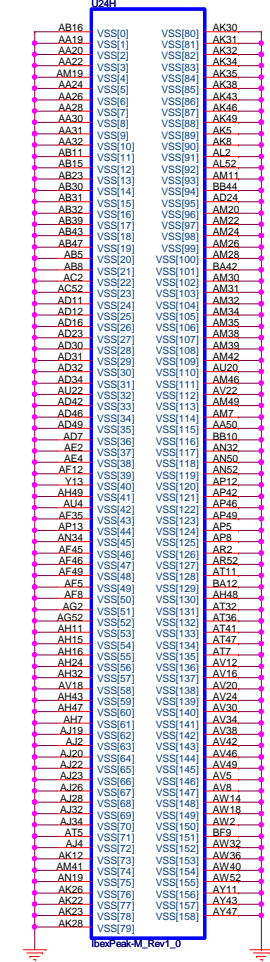 U24H
AB16 VSS[0] VSS[80] AK30
AA19 VSS[1] VSS[81] AK31
AA20 VSS[2] VSS[82] AK32
AA22 VSS[3] VSS[83] AK34
AM19 VSS[4] VSS[84] AK35
AA24 VSS[5] VSS[85] AK38
AA26 VSS[6] VSS[86] AK43
AA28 VSS[7] VSS[87] AK46
AA30 VSS[8] VSS[88] AK49
AA31 VSS[9] VSS[89] AK5
AA32 VSS[10] VSS[90] AK8
AB11 VSS[11] VSS[91] AL2
AB15 VSS[12] VSS[92] AL52
AB23 VSS[13] VSS[93] AM11
AB30 VSS[14] VSS[94] BB44
AB31 VSS[15] VSS[95] AD24
AB32 VSS[16] VSS[96] AM20
AB39 VSS[17] VSS[97] AM22
AB43 VSS[18] VSS[98] AM24
AB47 VSS[19] VSS[99] AM26
AB5 VSS[20] VSS[100] AM28
AB8 VSS[21] VSS[101] BA42
AC2 VSS[22] VSS[102] AM30
AC52 VSS[23] VSS[103] AM31
AD11 VSS[24] VSS[104] AM32
AD12 VSS[25] VSS[105] AM34
AD16 VSS[26] VSS[106] AM35
AD23 VSS[27] VSS[107] AM38
AD30 VSS[28] VSS[108] AM39
AD31 VSS[29] VSS[109] AM42
AD32 VSS[30] VSS[110] AU20
AD34 VSS[31] VSS[111] AM46
AU22 VSS[32] VSS[112] AV22
AD42 VSS[33] VSS[113] AM49
AD46 VSS[34] VSS[114] AM7
AD49 VSS[35] VSS[115] AA50
AD7 VSS[36] VSS[116] BB10
AE2 VSS[37] VSS[117] AN32
AE4 VSS[38] VSS[118] AN50
AF12 VSS[39] VSS[119] AN52
Y13 VSS[40] VSS[120] AP12
AH49 VSS[41] VSS[121] AP42
AU4 VSS[42] VSS[122] AP46
AF35 VSS[43] VSS[123] AP49
AP13 VSS[44] VSS[124] AP5
AN34 VSS[45] VSS[125] AP8
AF45 VSS[46] VSS[126] AR2
AF46 VSS[47] VSS[127] AR52
AF49 VSS[48] VSS[128] AT11
AF5 VSS[49] VSS[129] BA12
AF8 VSS[50] VSS[130] AH48
AG2 VSS[51] VSS[131] AT32
AG52 VSS[52] VSS[132] AT36
AH11 VSS[53] VSS[133] AT41
AH15 VSS[54] VSS[134] AT47
AH16 VSS[55] VSS[135] AT7
AH24 VSS[56] VSS[136] AV12
AH32 VSS[57] VSS[137] AV16
AV18 VSS[58] VSS[138] AV20
AH43 VSS[59] VSS[139] AV24
AH47 VSS[60] VSS[140] AV30
AH7 VSS[61] VSS[141] AV34
AJ19 VSS[62] VSS[142] AV38
AJ2 VSS[63] VSS[143] AV42
AJ20 VSS[64] VSS[144] AV46
AJ22 VSS[65] VSS[145] AV49
AJ23 VSS[66] VSS[146] AV5
AJ26 VSS[67] VSS[147] AV8
AJ28 VSS[68] VSS[148] AW14
AJ32 VSS[69] VSS[149] AW18
AJ34 VSS[70] VSS[150] AW2
AT5 VSS[71] VSS[151] BF9
AJ4 VSS[72] VSS[152] AW32
AK12 VSS[73] VSS[153] AW36
AM41 VSS[74] VSS[154] AW40
AN19 VSS[75] VSS[155] AW52
AK26 VSS[76] VSS[156] AY11
AK22 VSS[77] VSS[157] AY43
AK23 VSS[78] VSS[158] AY47
AK28 VSS[79]
IbexPeak-M_Rev1_0